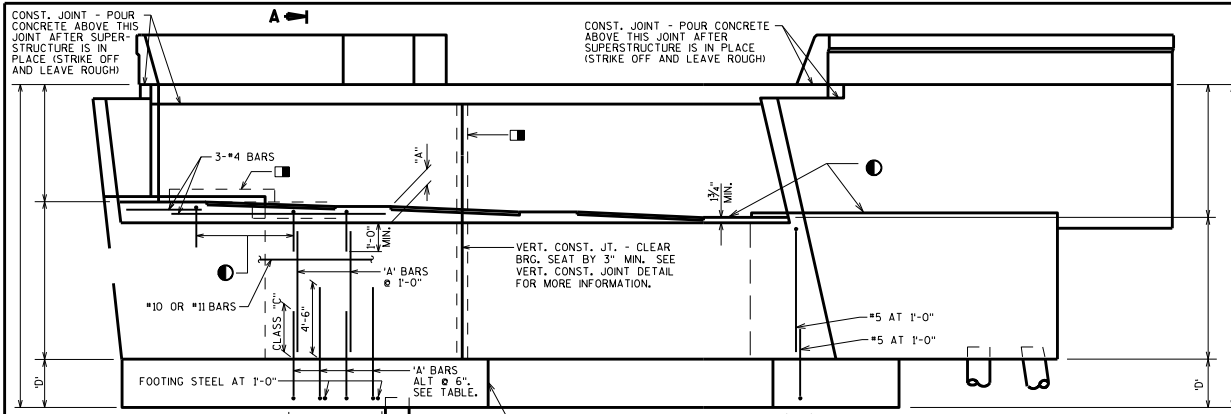 CONST. JOINT - POUR
CONCRETE ABOVE THIS
JOINT AFTER SUPER-
STRUCTURE IS IN
PLACE (STRIKE OFF
AND LEAVE ROUGH)
A
CONST. JOINT - POUR CONCRETE
ABOVE THIS JOINT AFTER
SUPERSTRUCTURE IS IN PLACE
(STRIKE OFF AND LEAVE ROUGH)
3-#4 BARS
"A"
1¾"
MIN.
1'-0"
MIN.
VERT. CONST. JT. - CLEAR
BRG. SEAT BY 3" MIN. SEE
VERT. CONST. JOINT DETAIL
FOR MORE INFORMATION.
'A' BARS
@ 1'-0"
#10 OR #11 BARS
CLASS "C"
4'-6"
#5 AT 1'-0"
#5 AT 1'-0"
'D'
FOOTING STEEL AT 1'-0"
'A' BARS
ALT @ 6".
SEE TABLE.
'D'